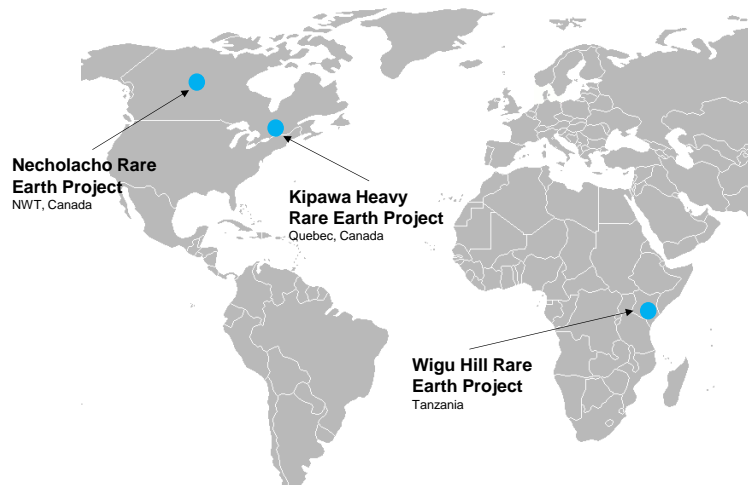 Necholacho Rare
Earth Project
NWT, Canada
Kipawa Heavy
Rare Earth Project
Quebec, Canada
Wigu Hill Rare
Earth Project
Tanzania